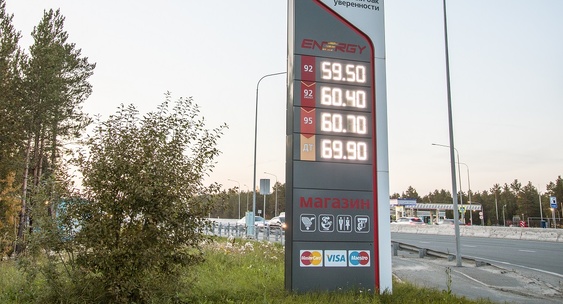 уверенности
ENERGY
92 59.50
92 60.40
95 60.70
ДТ 69.90
магазин
MasterCard VISA Maestro